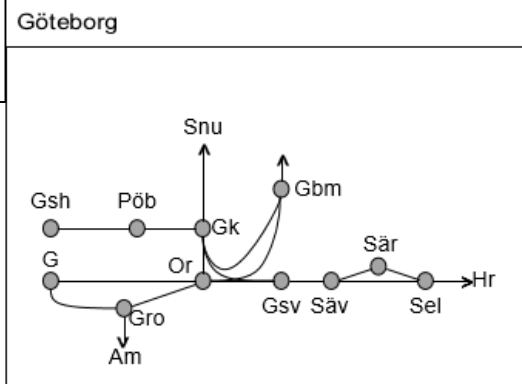 Göteborg
Snu
Gsh
Pöb
Gk
Gbm
G
Or
Sär
Gro
Gsv
Säv
Sel
Hr
Am